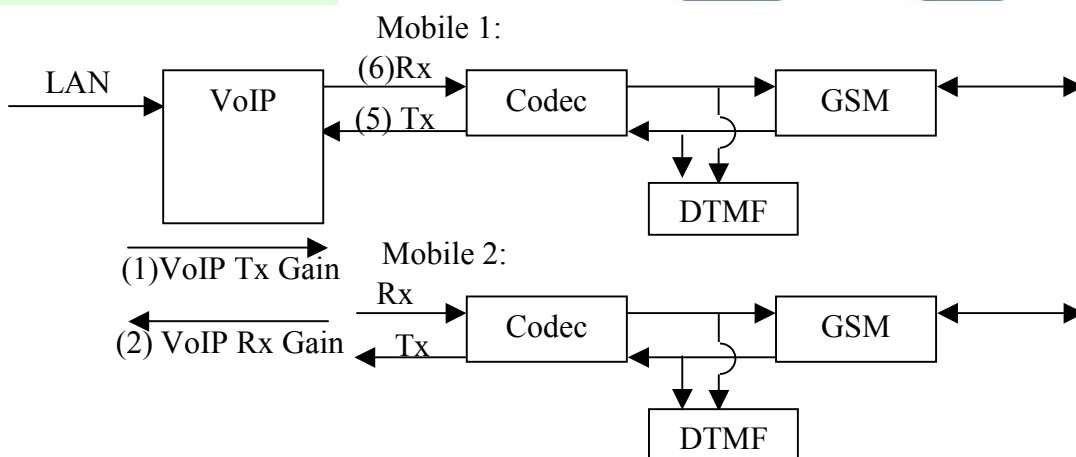 Mobile 1:
LAN
VoIP
(6)Rx
(5) Tx
Codec
GSM
DTMF
(1)VoIP Tx Gain
(2) VoIP Rx Gain
Mobile 2:
Rx
Tx
Codec
GSM
DTMF